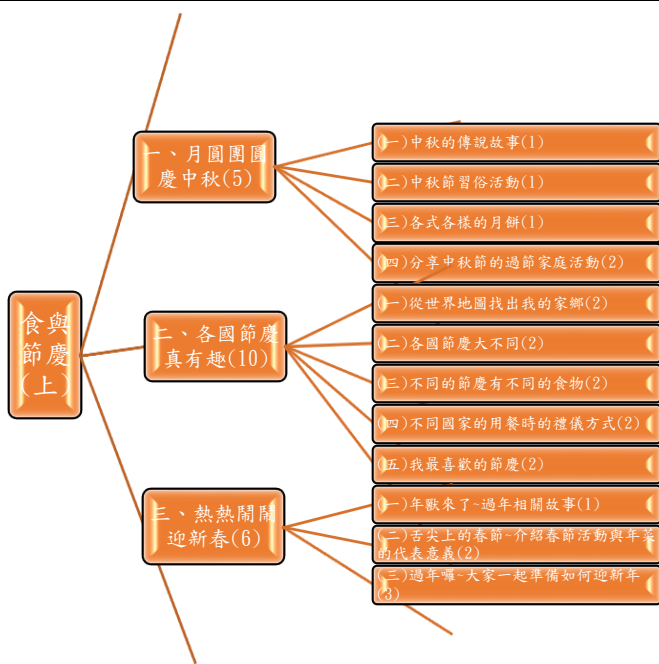 食與
節慶
(上)
一、月圓團圓
慶中秋(5)
(一)中秋的傳說故事(1)
(二)中秋節習俗活動(1)
(三)各式各樣的月餅(1)
(四)分享中秋節的過節家庭活動(2)
二、各國節慶
真有趣(10)
(一)從世界地圖找出我的家鄉(2)
(二)各國節慶大不同(2)
(三)不同的節慶有不同的食物(2)
(四)不同國家的用餐時的禮儀方式(2)
(五)我最喜歡的節慶(2)
三、熱熱鬧鬧
迎新春(6)
(一)年獸來了~過年相關故事(1)
(二)舌尖上的春節~介紹春節活動與年菜
的代表意義(2)
(三)過年囉~大家一起準備如何迎新年
(3)